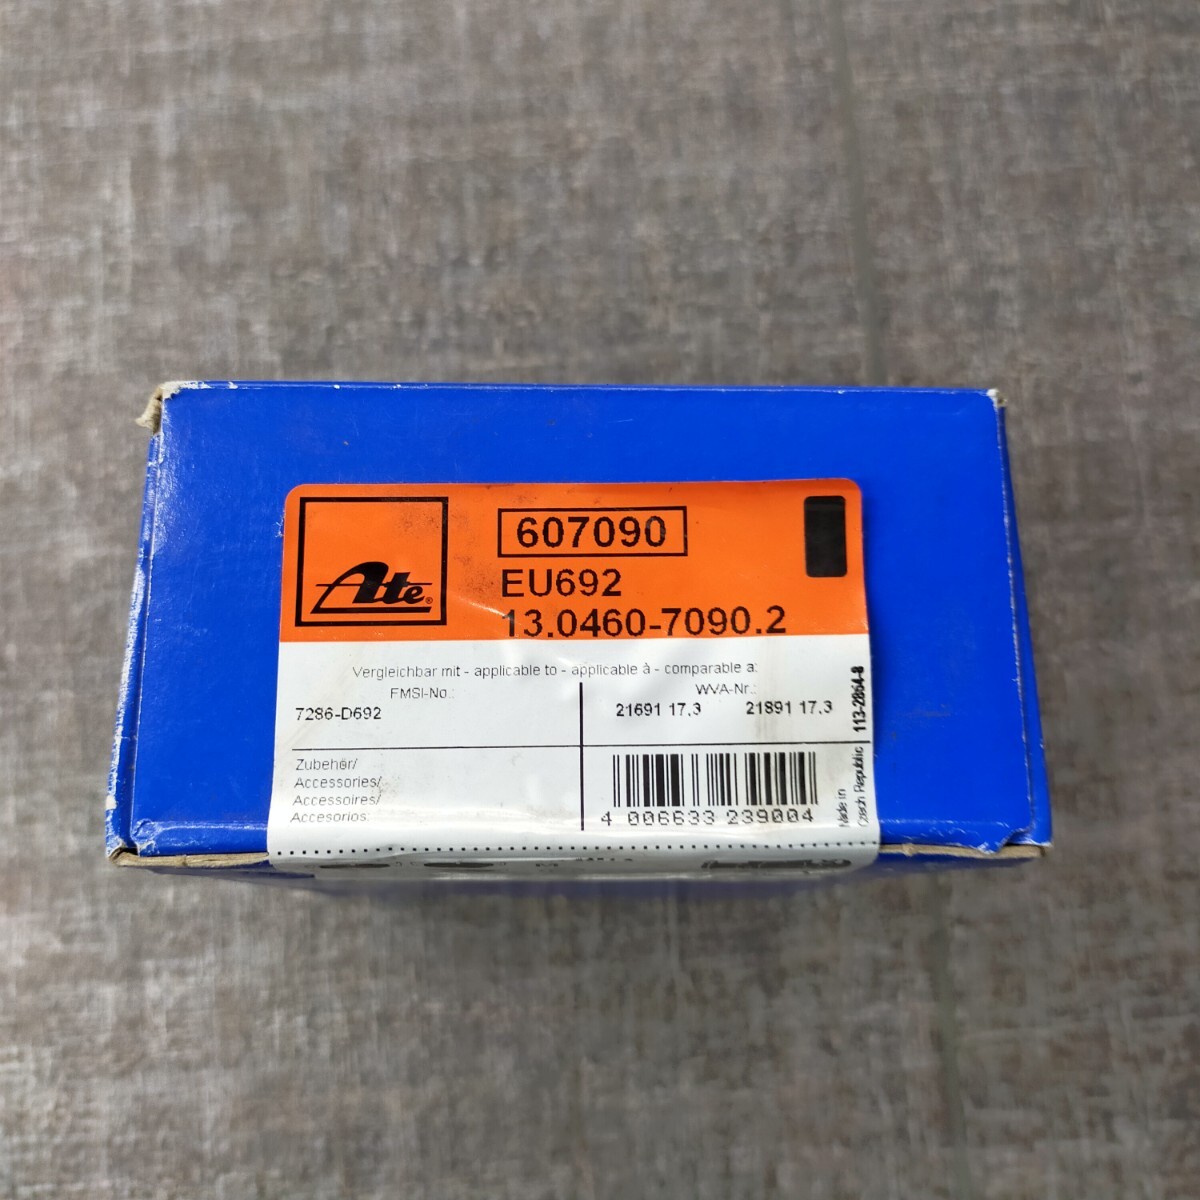 Ate®
607090
EU692
13.0460-7090.2
Vergleichbar mit - applicable to - applicable à - comparable a:
FMSI-No.: WVA-Nr.:
7286-D692 21691 17,3 21891 17,3
Zubehör/
Accessories/
Accessoires/
Accesorios:
4 006633 239004
Made in
Czech Republic
113-2864-8